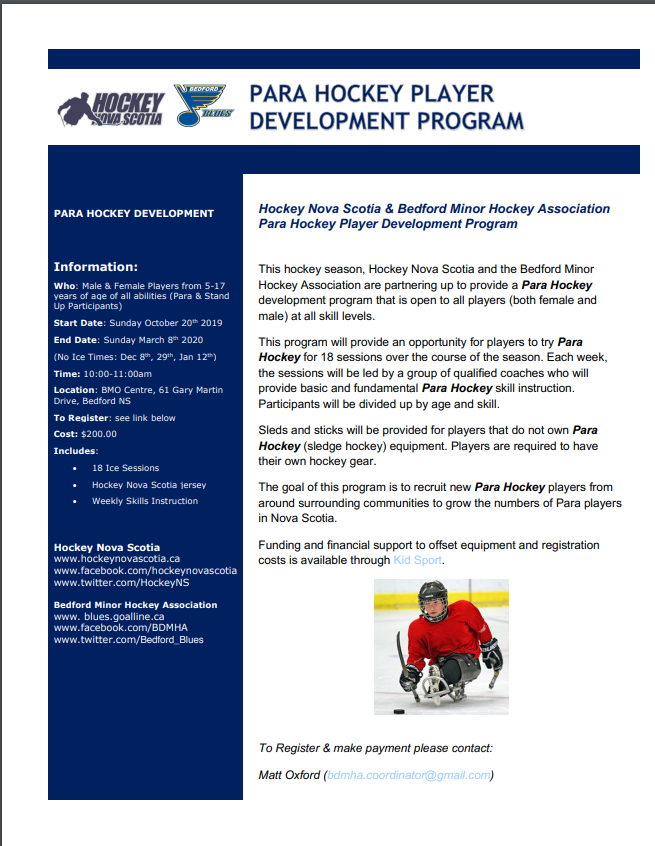 HOCKEY
NOVA SCOTIA
BEDFORD
BLUES
PARA HOCKEY PLAYER
DEVELOPMENT PROGRAM
PARA HOCKEY DEVELOPMENT
Information:
Who: Male & Female Players from 5-17
years of age of all abilities (Para & Stand
Up Participants)
Start Date: Sunday October 20th 2019
End Date: Sunday March 8th 2020
(No Ice Times: Dec 8th, 29th, Jan 12th)
Time: 10:00-11:00am
Location: BMO Centre, 61 Gary Martin
Drive, Bedford NS
To Register: see link below
Cost: $200.00
Includes:
• 18 Ice Sessions
• Hockey Nova Scotia jersey
• Weekly Skills Instruction
Hockey Nova Scotia
www.hockeynovascotia.ca
www.facebook.com/hockeynovascotia
www.twitter.com/HockeyNS
Bedford Minor Hockey Association
www. blues.goalline.ca
www.facebook.com/BDMHA
www.twitter.com/Bedford_Blues
Hockey Nova Scotia & Bedford Minor Hockey Association
Para Hockey Player Development Program
This hockey season, Hockey Nova Scotia and the Bedford Minor
Hockey Association are partnering up to provide a Para Hockey
development program that is open to all players (both female and
male) at all skill levels.
This program will provide an opportunity for players to try Para
Hockey for 18 sessions over the course of the season. Each week,
the sessions will be led by a group of qualified coaches who will
provide basic and fundamental Para Hockey skill instruction.
Participants will be divided up by age and skill.
Sleds and sticks will be provided for players that do not own Para
Hockey (sledge hockey) equipment. Players are required to have
their own hockey gear.
The goal of this program is to recruit new Para Hockey players from
around surrounding communities to grow the numbers of Para players
in Nova Scotia.
Funding and financial support to offset equipment and registration
costs is available through Kid Sport.
To Register & make payment please contact:
Matt Oxford (bdmha.coordinator@gmail.com)